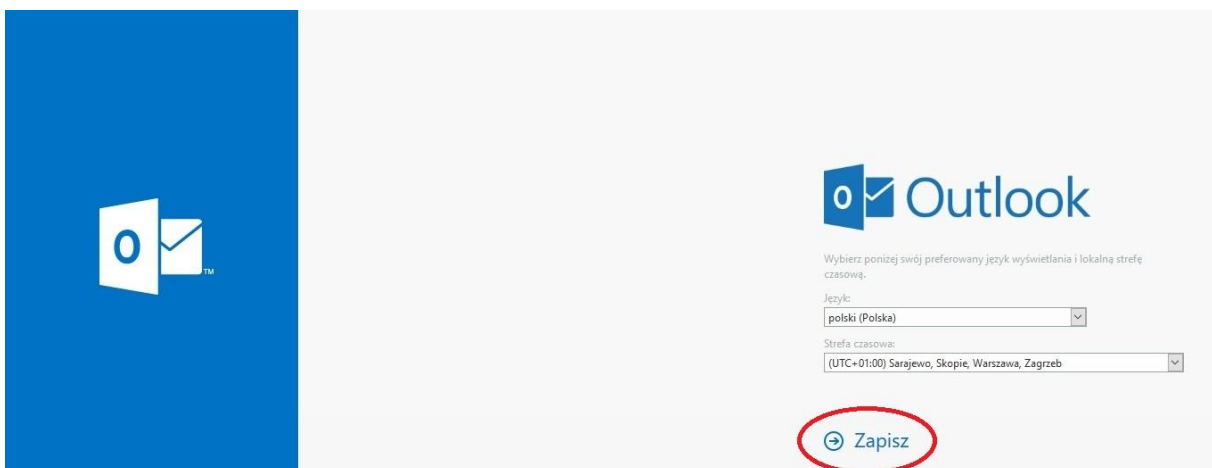 O
TM
O
Outlook
Wybierz poniżej swój preferowany język wyświetlania i lokalną strefę
czasową.
Język:
polski (Polska)
Strefa czasowa:
(UTC+01:00) Sarajewo, Skopie, Warszawa, Zagrzeb
Zapisz